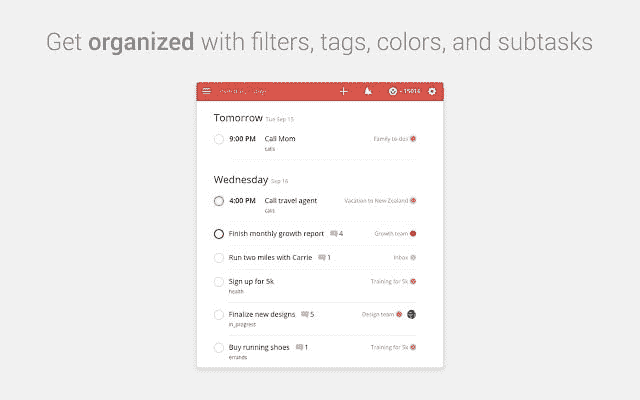 Get organized with filters, tags, colors, and subtasks
15016
Tomorrow Tue Sep 15
9:00 PM Call Mom Family to-dos
calls
Wednesday Sep 16
4:00 PM Call travel agent Vacation to New Zealand
calls
Finish monthly growth report 4 Growth team
Run two miles with Carrie 1 Inbox
Sign up for 5k Training for 5k
health
Finalize new designs 5 Design team
in_progress
Buy running shoes 1 Training for 5k
errands